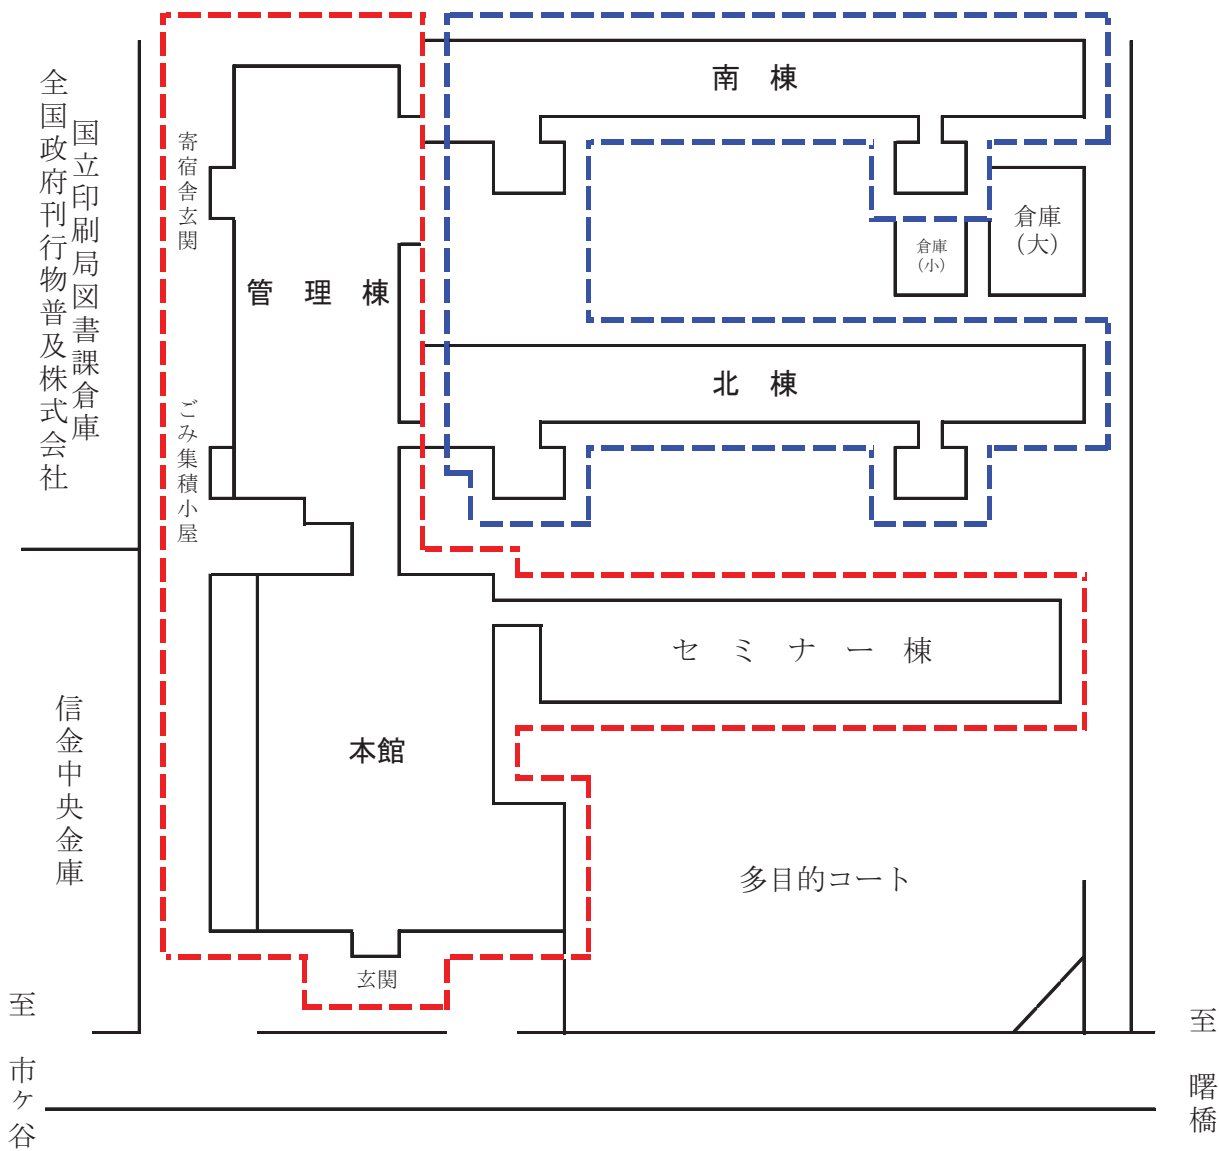 南 棟
国立印刷局図書課倉庫
全国政府刊行物普及株式会社
寄宿舎玄関
倉庫
（大）
倉庫
（小）
管 理 棟
北 棟
ごみ集積小屋
セ ミ ナ ー 棟
信金中央金庫
本館
多目的コート
玄関
至 市ケ谷
至 曙橋